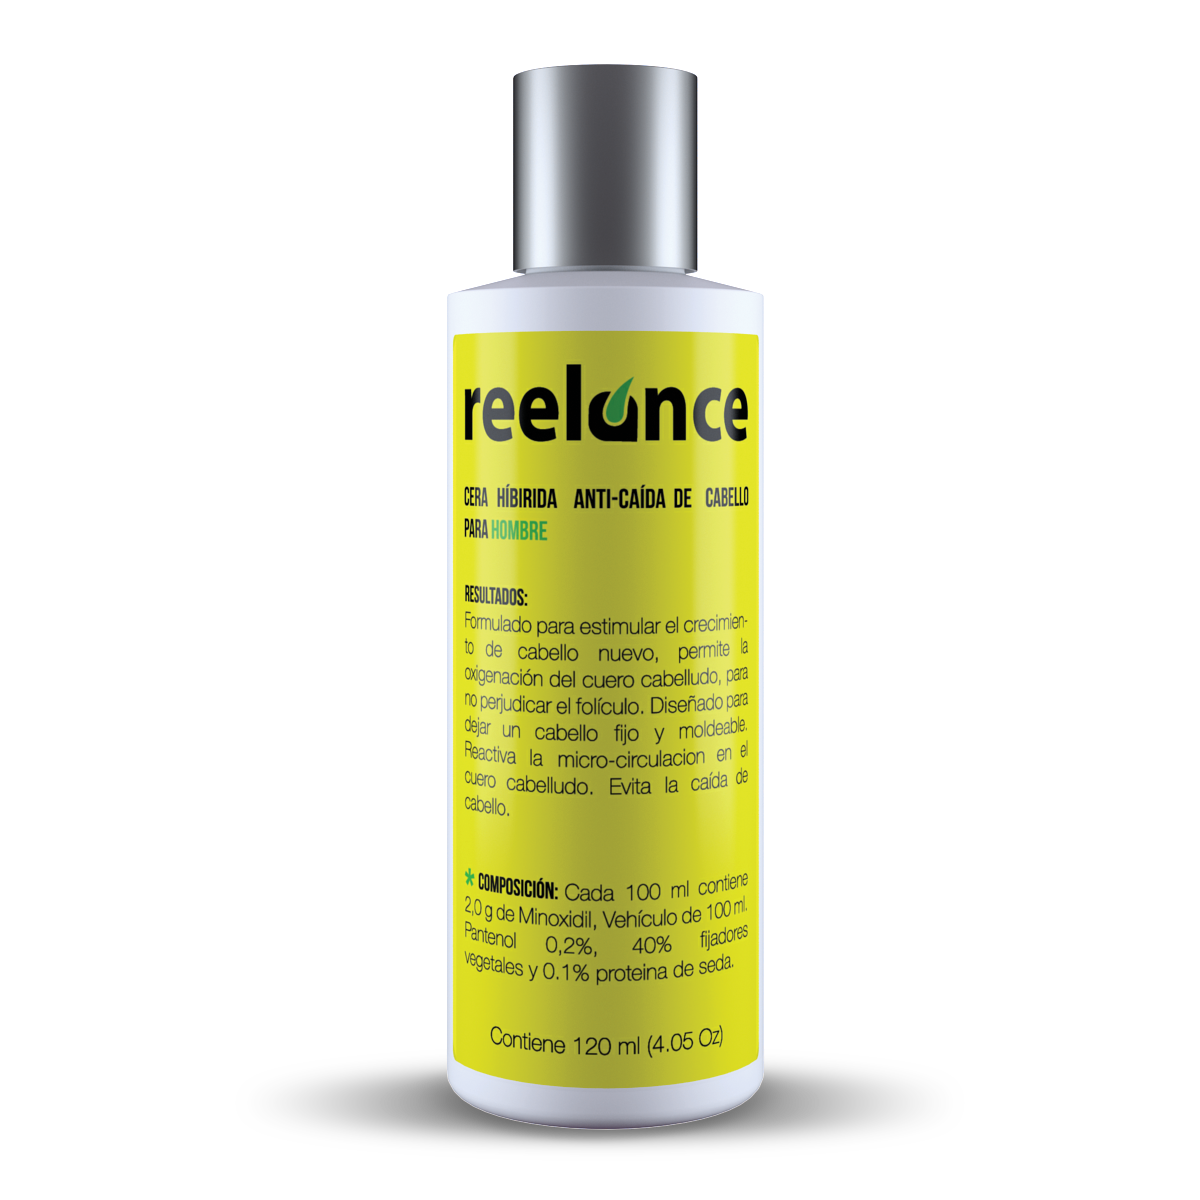 reelance
CERA HÍBIRIDA ANTI-CAÍDA DE CABELLO
PARA HOMBRE
RESULTADOS:
Formulado para estimular el crecimien-
to de cabello nuevo, permite la
oxigenación del cuero cabelludo, para
no perjudicar el folículo. Diseñado para
dejar un cabello fijo y moldeable.
Reactiva la micro-circulacion en el
cuero cabelludo. Evita la caída de
cabello.
* COMPOSICIÓN: Cada 100 ml contiene
2,0 g de Minoxidil, Vehículo de 100 ml.
Pantenol 0,2%, 40% fijadores
vegetales y 0.1% proteina de seda.
Contiene 120 ml (4.05 Oz)